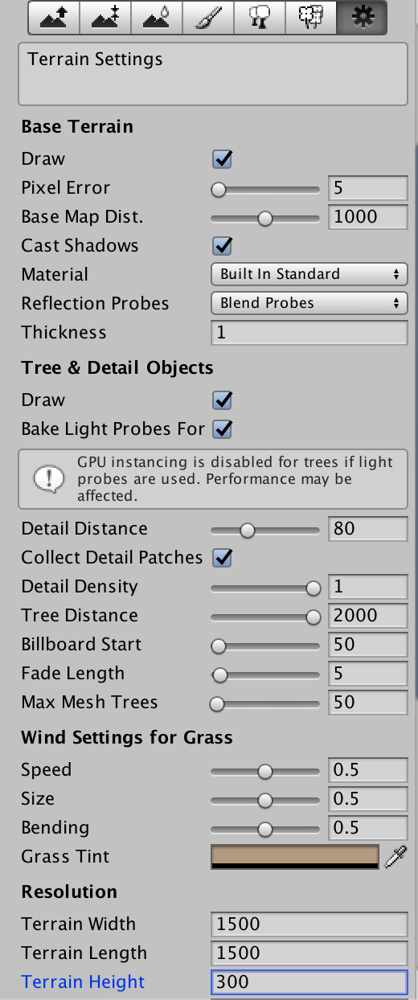 Terrain Settings
Base Terrain
Draw
Pixel Error 5
Base Map Dist. 1000
Cast Shadows
Material Built In Standard
Reflection Probes Blend Probes
Thickness 1
Tree & Detail Objects
Draw
Bake Light Probes For
GPU instancing is disabled for trees if light
probes are used. Performance may be
affected.
Detail Distance 80
Collect Detail Patches
Detail Density 1
Tree Distance 2000
Billboard Start 50
Fade Length 5
Max Mesh Trees 50
Wind Settings for Grass
Speed 0.5
Size 0.5
Bending 0.5
Grass Tint
Resolution
Terrain Width 1500
Terrain Length 1500
Terrain Height 300